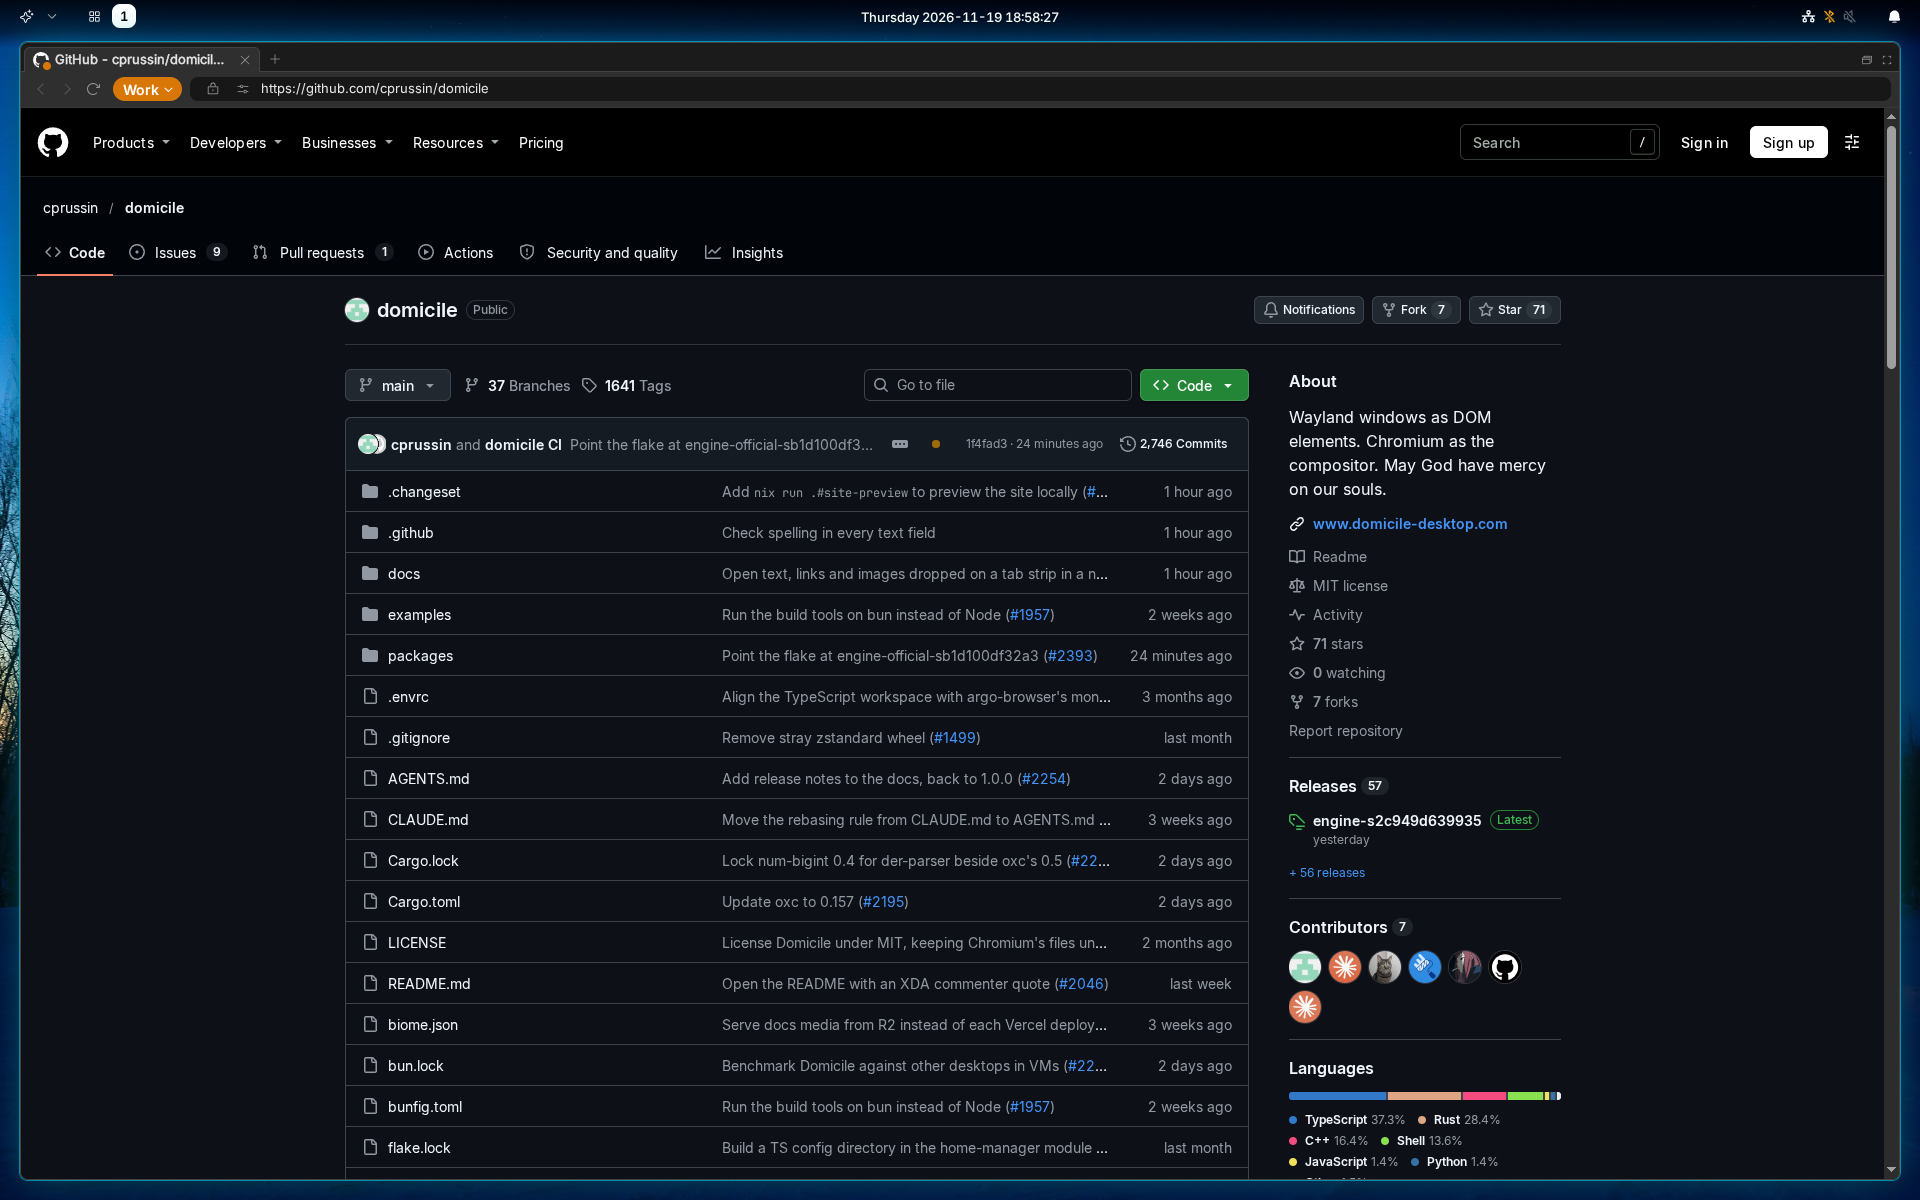 1
Thursday 2026-11-19 18:58:27
GitHub - cprussin/domicil...
Work
https://github.com/cprussin/domicile
Products
Developers
Businesses
Resources
Pricing
Search
/
Sign in
Sign up
cprussin / domicile
Code
Issues 9
Pull requests 1
Actions
Security and quality
Insights
domicile Public
Notifications
Fork 7
Star 71
main
37 Branches
1641 Tags
Go to file
Code
cprussin and domicile CI Point the flake at engine-official-sb1d100df3... 1f4fad3 · 24 minutes ago 2,746 Commits
.changeset Add nix run .#site-preview to preview the site locally (#... 1 hour ago
.github Check spelling in every text field 1 hour ago
docs Open text, links and images dropped on a tab strip in a n... 1 hour ago
examples Run the build tools on bun instead of Node (#1957) 2 weeks ago
packages Point the flake at engine-official-sb1d100df32a3 (#2393) 24 minutes ago
.envrc Align the TypeScript workspace with argo-browser's mon... 3 months ago
.gitignore Remove stray zstandard wheel (#1499) last month
AGENTS.md Add release notes to the docs, back to 1.0.0 (#2254) 2 days ago
CLAUDE.md Move the rebasing rule from CLAUDE.md to AGENTS.md ... 3 weeks ago
Cargo.lock Lock num-bigint 0.4 for der-parser beside oxc's 0.5 (#22... 2 days ago
Cargo.toml Update oxc to 0.157 (#2195) 2 days ago
LICENSE License Domicile under MIT, keeping Chromium's files un... 2 months ago
README.md Open the README with an XDA commenter quote (#2046) last week
biome.json Serve docs media from R2 instead of each Vercel deploy... 3 weeks ago
bun.lock Benchmark Domicile against other desktops in VMs (#22... 2 days ago
bunfig.toml Run the build tools on bun instead of Node (#1957) 2 weeks ago
flake.lock Build a TS config directory in the home-manager module ... last month
About
Wayland windows as DOM
elements. Chromium as the
compositor. May God have mercy
on our souls.
www.domicile-desktop.com
Readme
MIT license
Activity
71 stars
0 watching
7 forks
Report repository
Releases 57
engine-s2c949d639935 Latest
yesterday
+ 56 releases
Contributors 7
Languages
TypeScript 37.3% Rust 28.4%
C++ 16.4% Shell 13.6%
JavaScript 1.4% Python 1.4%